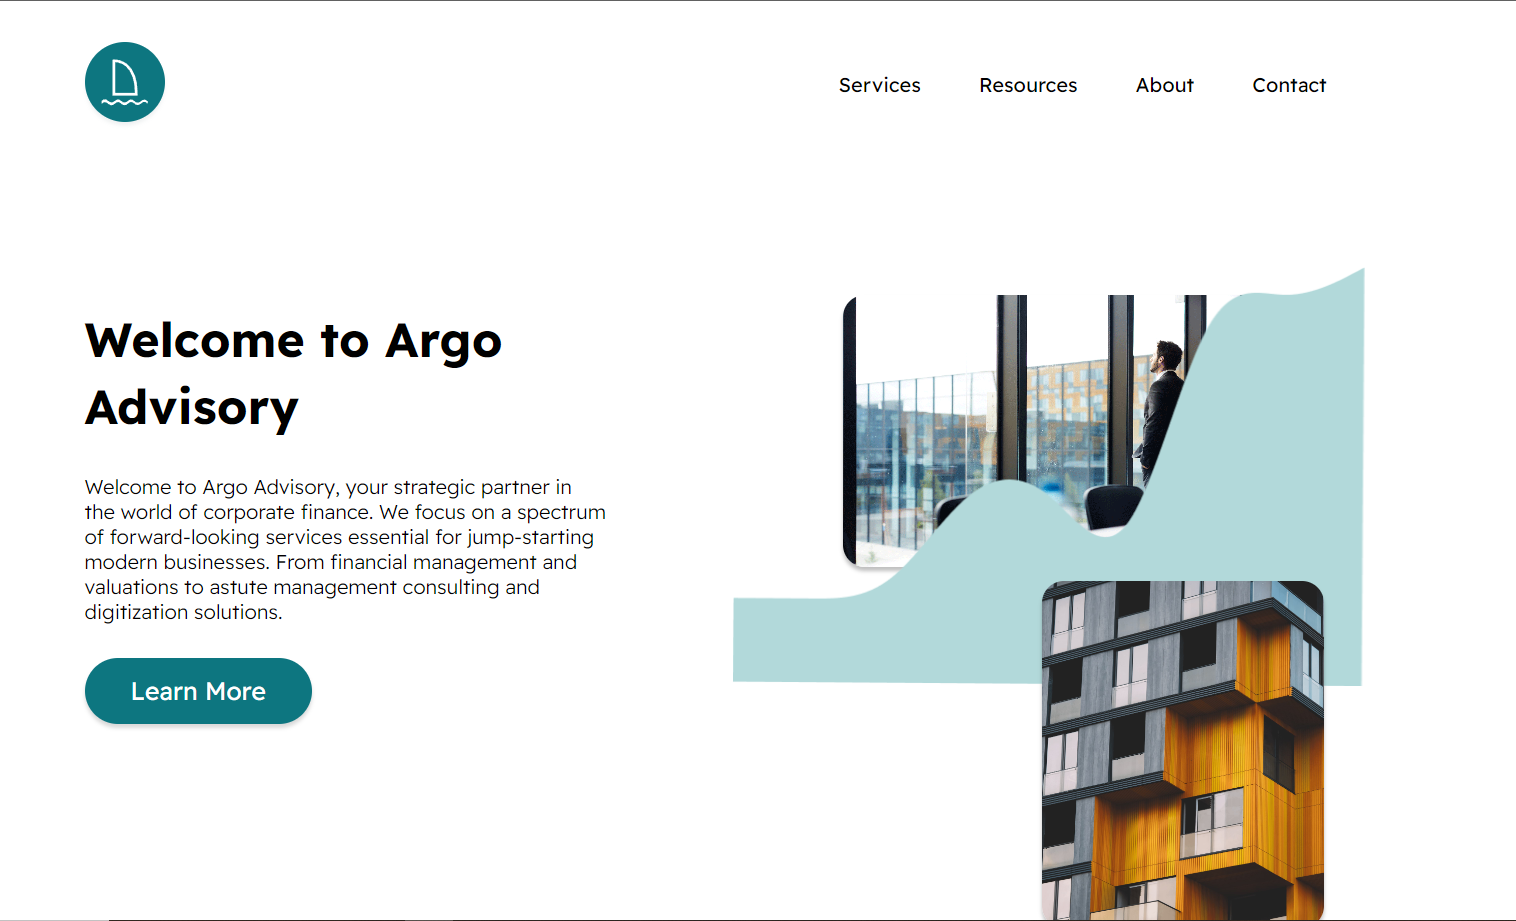 Services Resources About Contact
Welcome to Argo
Advisory
Welcome to Argo Advisory, your strategic partner in
the world of corporate finance. We focus on a spectrum
of forward-looking services essential for jump-starting
modern businesses. From financial management and
valuations to astute management consulting and
digitization solutions.
Learn More